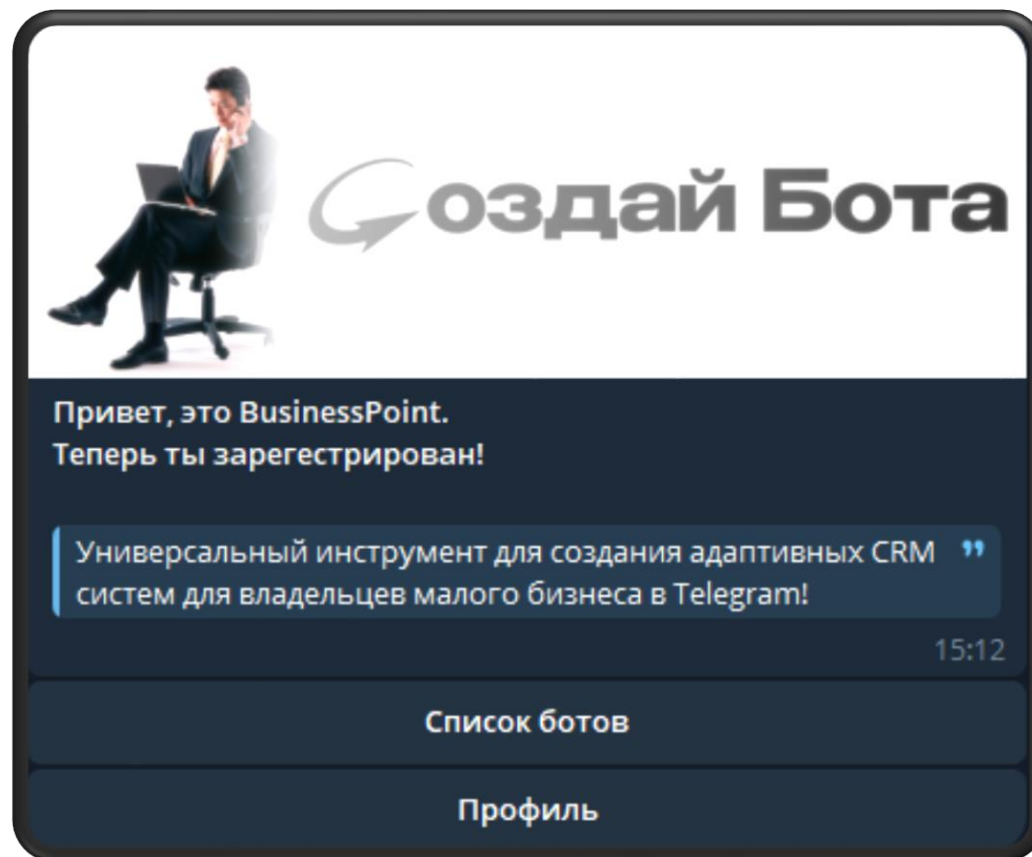 Создай Бота
Привет, это BusinessPoint.
Теперь ты зарегестрирован!
Универсальный инструмент для создания адаптивных CRM
систем для владельцев малого бизнеса в Telegram!
15:12
Список ботов
Профиль